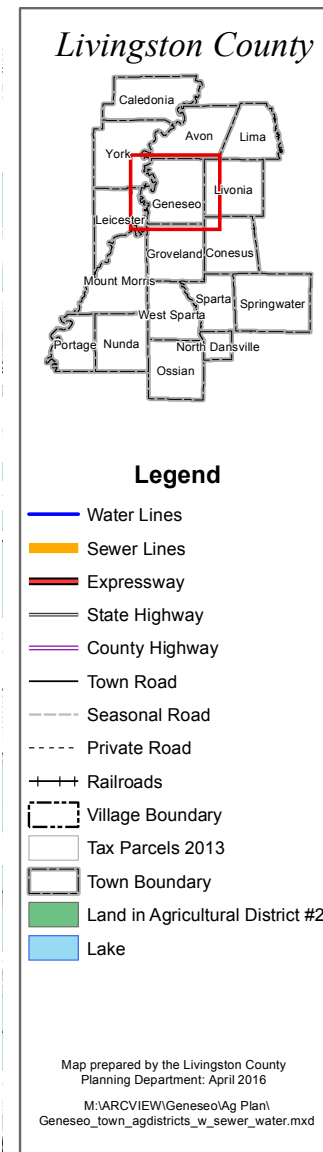 Livingston County
Caledonia
Avon
Lima
York
Livonia
Geneseo
Leicester
Groveland
Conesus
Mount Morris
Sparta
Springwater
West Sparta
Portage
Nunda
North Dansville
Ossian
Legend
Water Lines
Sewer Lines
Expressway
State Highway
County Highway
Town Road
Seasonal Road
Private Road
Railroads
Village Boundary
Tax Parcels 2013
Town Boundary
Land in Agricultural District #2
Lake
Map prepared by the Livingston County
Planning Department: April 2016
M:\ARCVIEW\Geneseo\Ag Plan\
Geneseo_town_agdistricts_w_sewer_water.mxd